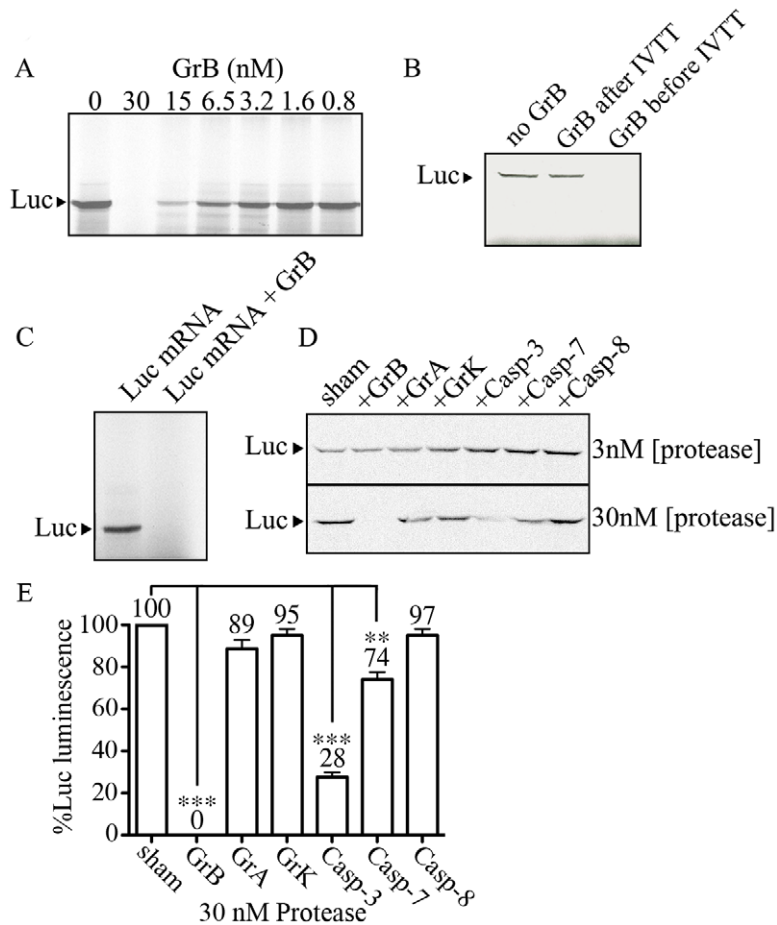 A
GrB (nM)
0 30 15 6.5 3.2 1.6 0.8
Luc
B
no GrB
GrB after IVTT
GrB before IVTT
Luc
C
Luc mRNA
Luc mRNA + GrB
Luc
D
sham
+GrB
+GrA
+GrK
+Casp-3
+Casp-7
+Casp-8
Luc
3nM [protease]
Luc
30nM [protease]
E
%Luc luminescence
100
80
60
40
20
0
100
***
0
89
95
***
28
**
74
97
sham
GrB
GrA
GrK
Casp-3
Casp-7
Casp-8
30 nM Protease